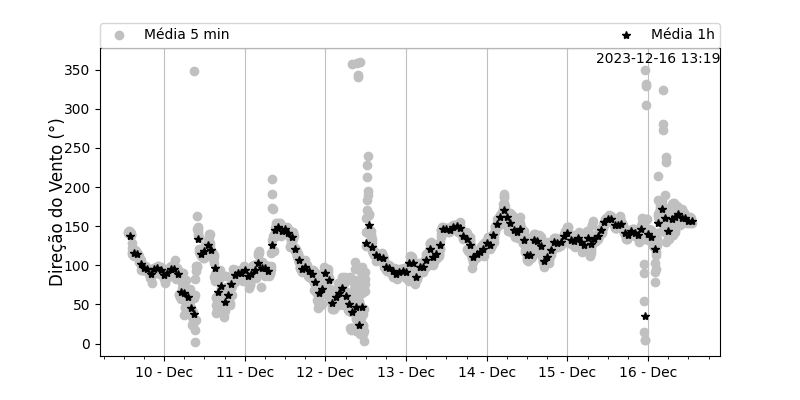 Média 5 min
Média 1h
2023-12-16 13:19
Direção do Vento (°)
350
300
250
200
150
100
50
0
10 - Dec
11 - Dec
12 - Dec
13 - Dec
14 - Dec
15 - Dec
16 - Dec